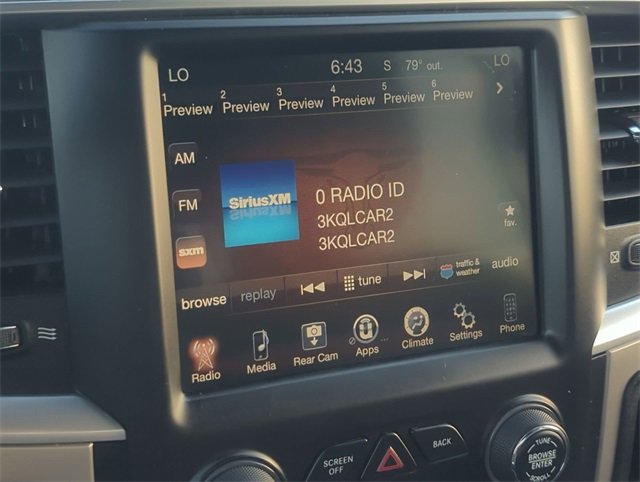 LO 6:43 S 79° out. LO
1 Preview 2 Preview 3 Preview 4 Preview 5 Preview 6 Preview
AM
FM
sxm
SiriusXM
0 RADIO ID
3KQLCAR2
3KQLCAR2
fav.
browse replay tune traffic & weather audio
Radio Media Rear Cam Apps Climate Settings Phone
SCREEN OFF
BACK
TUNE
BROWSE
ENTER
SCROLL